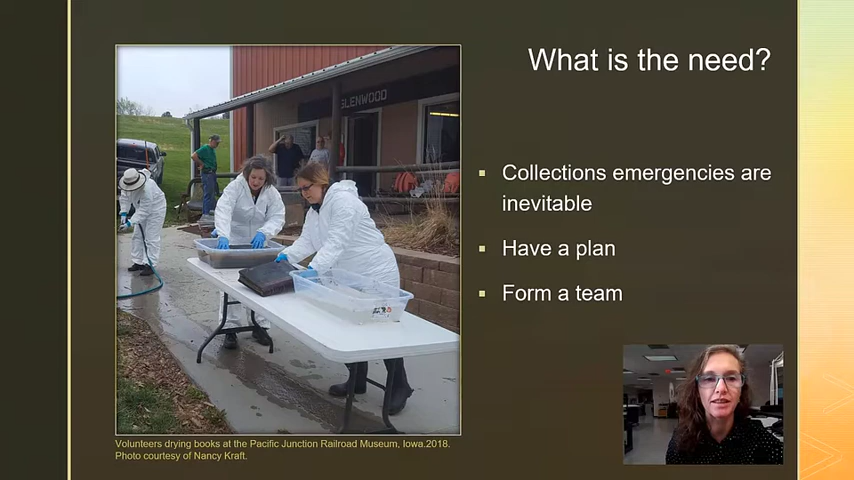 What is the need?
GLENWOOD
Collections emergencies are
inevitable
Have a plan
Form a team
Volunteers drying books at the Pacific Junction Railroad Museum, Iowa.2018.
Photo courtesy of Nancy Kraft.